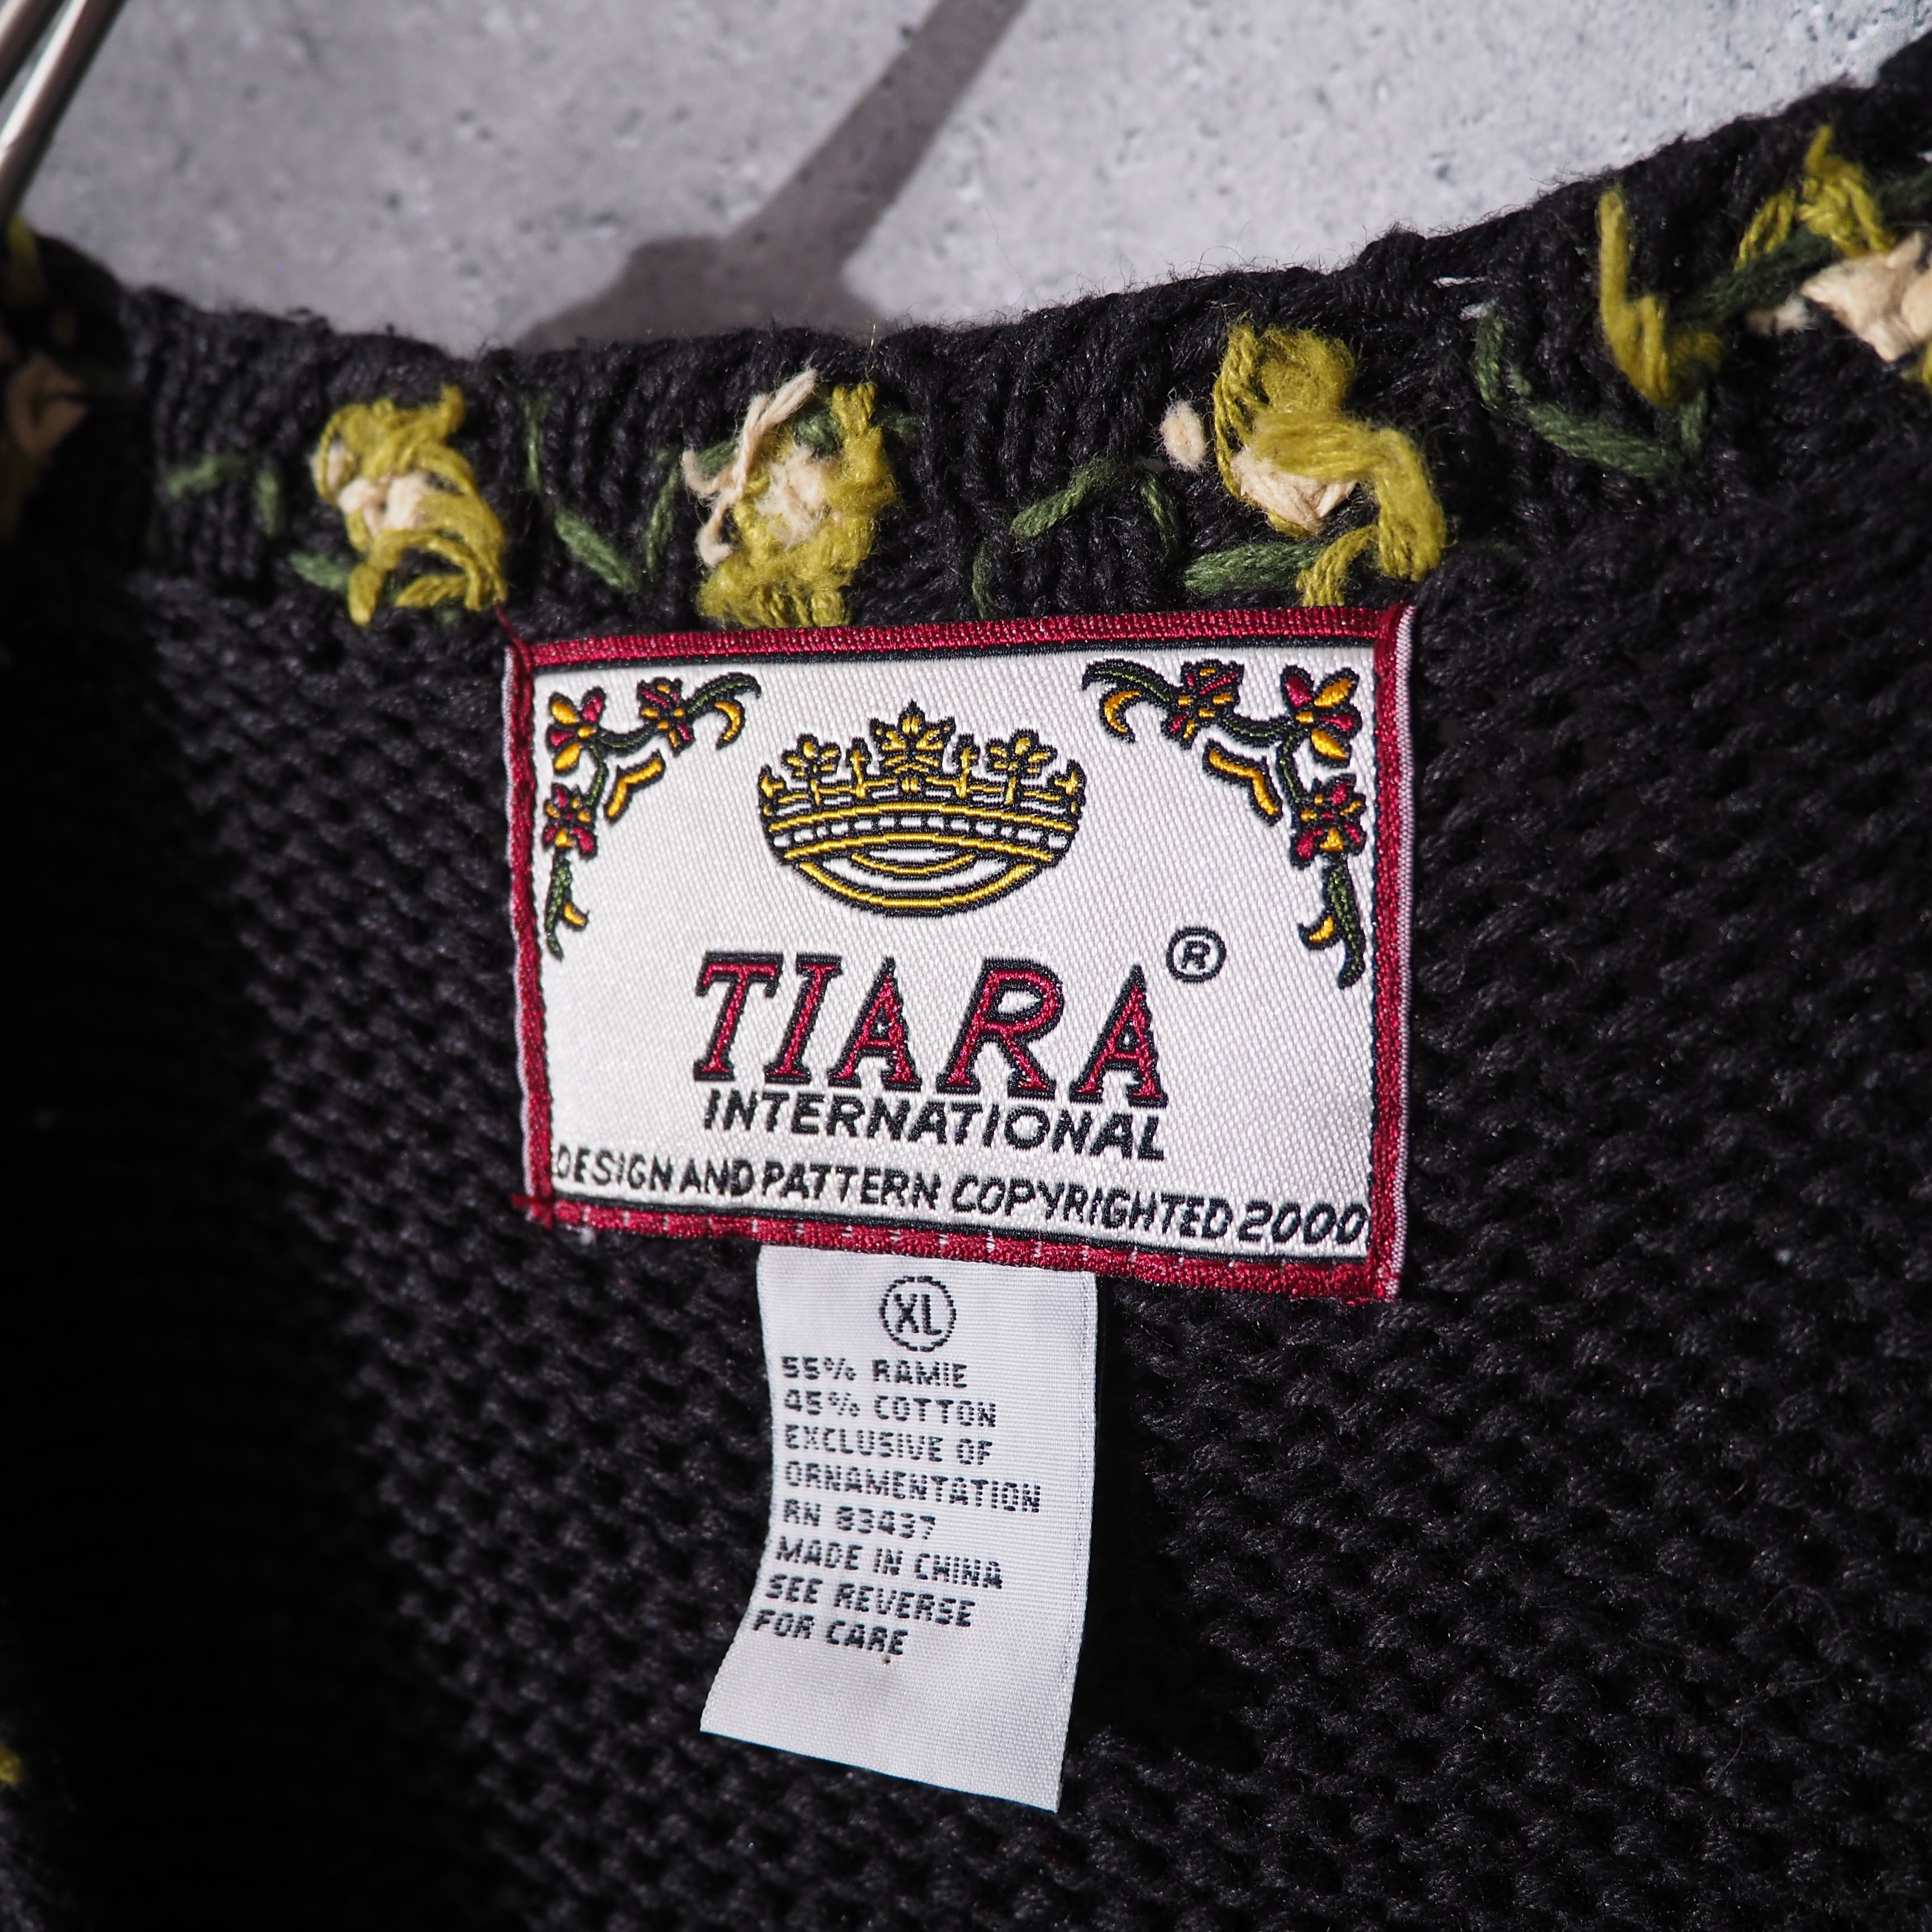 TIARA®
INTERNATIONAL
DESIGN AND PATTERN COPYRIGHTED 2000
XL
55% RAMIE
45% COTTON
EXCLUSIVE OF
ORNAMENTATION
RN 83437
MADE IN CHINA
SEE REVERSE
FOR CARE